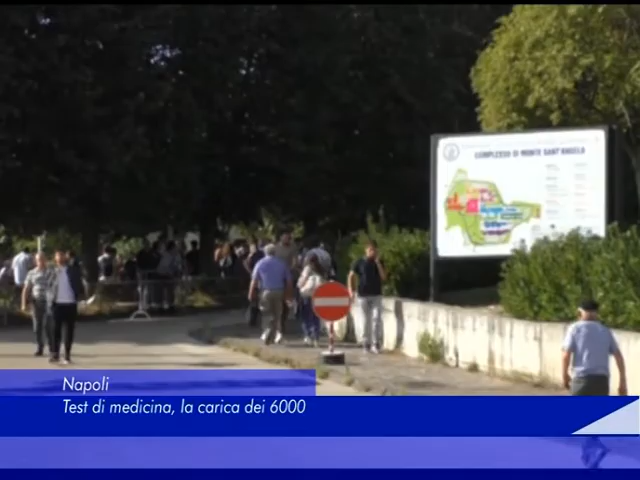 COMPLESSO DI MONTE SANT'ANGELO
Napoli
Test di medicina, la carica dei 6000